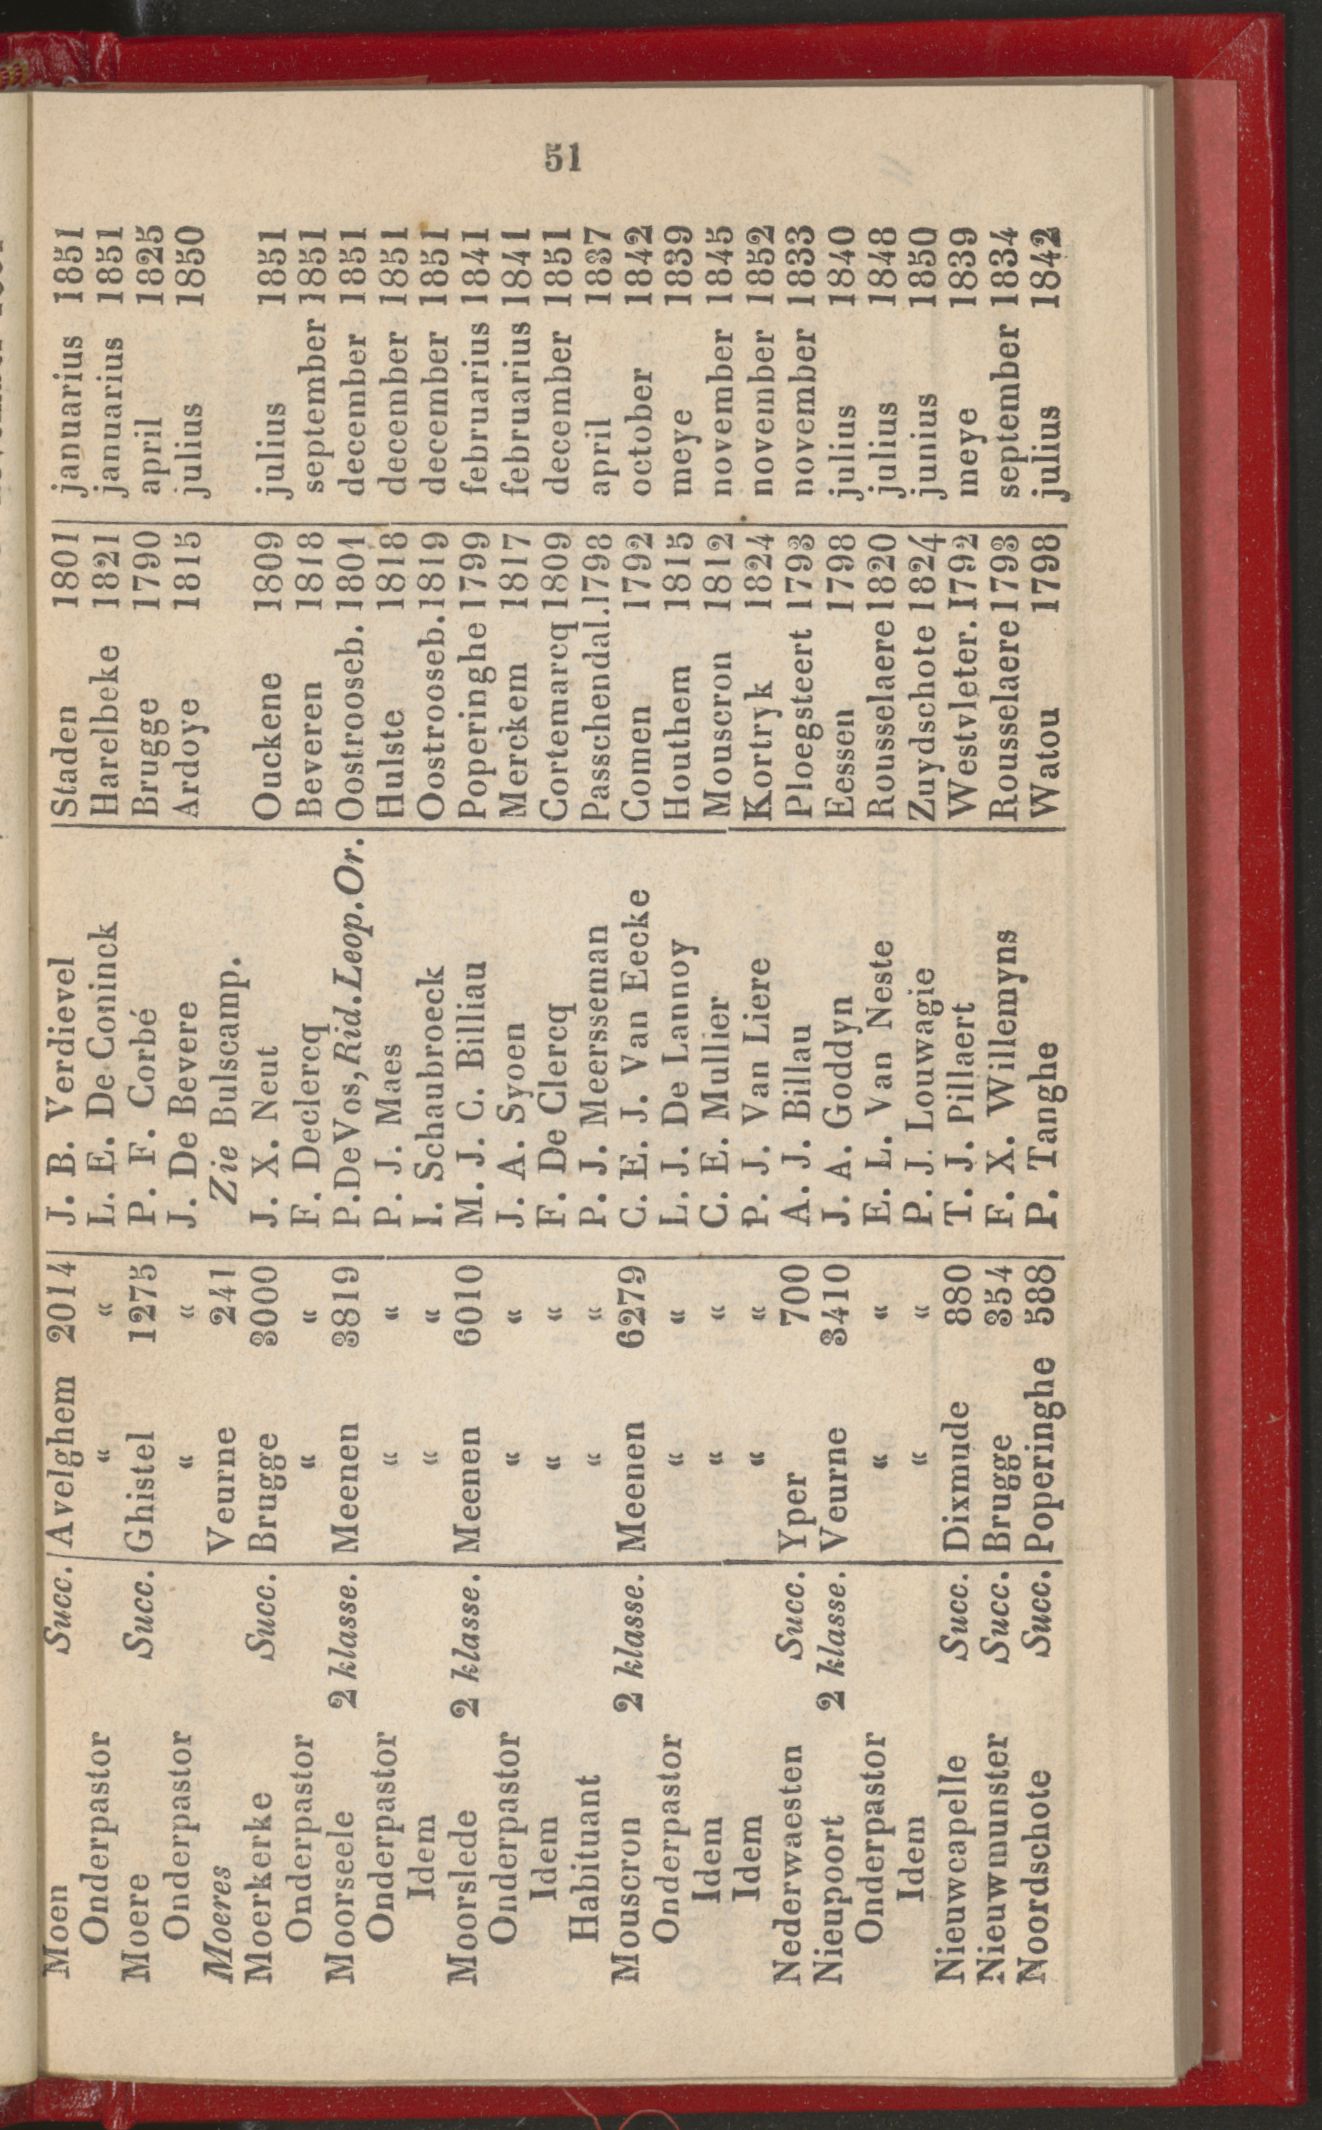 51
Moen Succ. Avelghem 2014 J. B. Verdievel Staden 1801 januarius 1851
Onderpastor “ “ L. E. De Coninck Harelbeke 1821 januarius 1851
Moere Succ. Ghistel 1275 P. F. Corbé Brugge 1790 april 1825
Onderpastor “ “ J. De Bevere Ardoye 1815 julius 1850
Moeres Veurne 241 Zie Bulscamp.
Moerkerke Succ. Brugge 3000 J. X. Neut Ouckene 1809 julius 1851
Onderpastor “ “ F. Declercq Beveren 1818 september 1851
Moorseele 2 klasse. Meenen 3819 P. De Vos, Rid. Leop. Or. Oostrooseb. 1801 december 1851
Onderpastor “ “ P. J. Maes Hulste 1818 december 1851
Idem “ “ I. Schaubroeck Oostrooseb. 1819 december 1851
Moorslede 2 klasse. Meenen 6010 M. J. C. Billiau Poperinghe 1799 februarius 1841
Onderpastor “ “ J. A. Syoen Merckem 1817 februarius 1841
Idem “ “ F. De Clercq Cortemarcq 1809 december 1851
Habituant “ “ P. J. Meersseman Passchendal. 1798 april 1837
Mouscron 2 klasse. Meenen 6279 C. E. J. Van Eecke Comen 1792 october 1842
Onderpastor “ “ L. J. De Lannoy Houthem 1815 meye 1839
Idem “ “ C. E. Mullier Mouscron 1812 november 1845
Idem “ “ P. J. Van Liere Kortryk 1824 november 1852
Nederwaesten Succ. Yper 700 A. J. Billau Ploegsteert 1793 november 1833
Nieupoort 2 klasse. Veurne 3410 J. A. Goddyn Eessen 1798 julius 1840
Onderpastor “ “ E. L. Van Neste Rousselaere 1820 julius 1848
Idem “ “ P. J. Louwagie Zuydschote 1824 junius 1850
Nieuwcapelle Succ. Dixmude 880 T. J. Pillaert Westvleter. 1792 meye 1839
Nieuwmunster Succ. Brugge 354 F. X. Willemyns Rousselaere 1793 september 1834
Noordschote Succ. Poperinghe 588 P. Tanghe Watou 1798 julius 1842